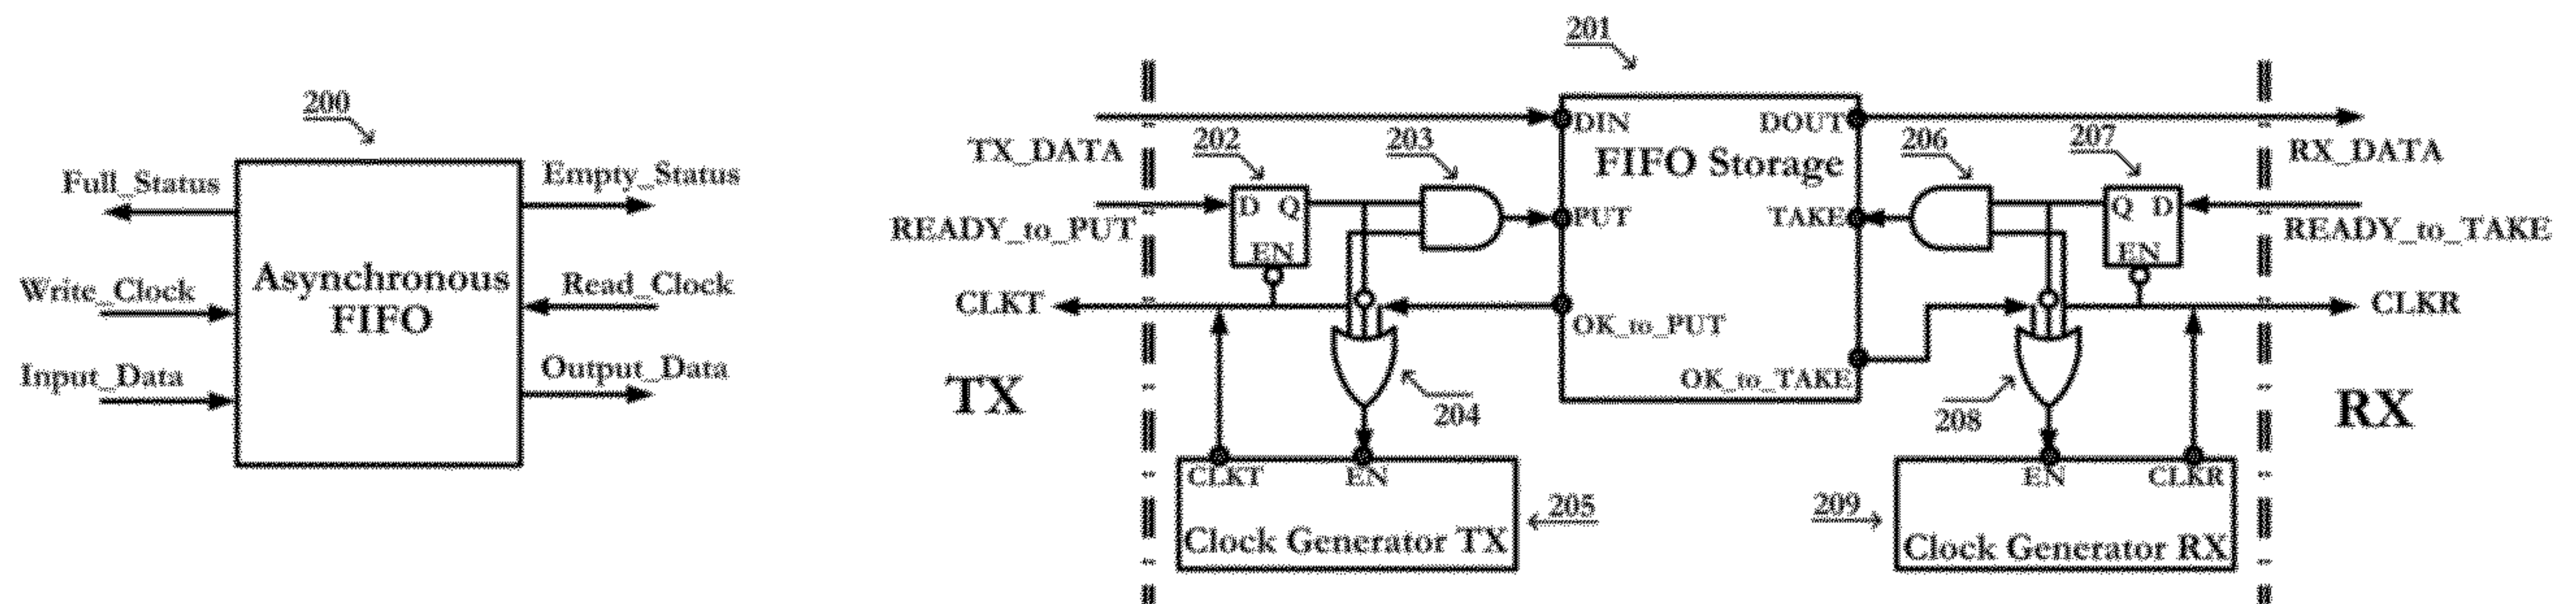 200
Full_Status
Empty_Status
Asynchronous
FIFO
Write_Clock
Read_Clock
Input_Data
Output_Data
201
TX_DATA
DIN
DOUT
RX_DATA
202
203
FIFO Storage
206
207
READY_to_PUT
D Q
EN
PUT
TAKE
Q D
EN
READY_to_TAKE
CLKT
OK_to_PUT
CLKR
OK_to_TAKE
TX
204
208
RX
CLKT
EN
Clock Generator TX
205
209
EN
CLKR
Clock Generator RX